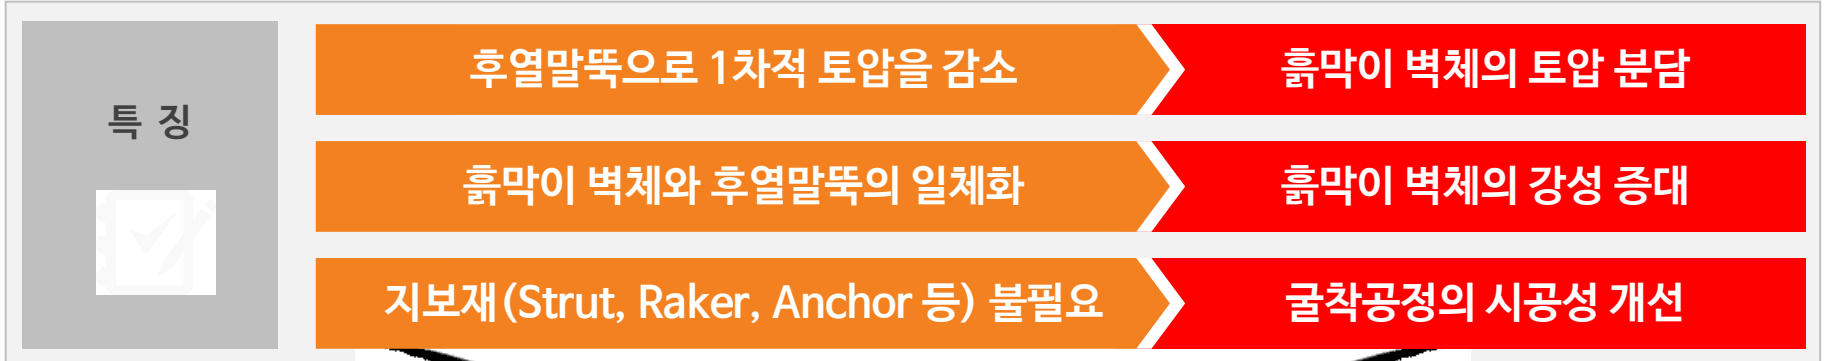 특 징
후열말뚝으로 1차적 토압을 감소
흙막이 벽체의 토압 분담
흙막이 벽체와 후열말뚝의 일체화
흙막이 벽체의 강성 증대
지보재(Strut, Raker, Anchor 등) 불필요
굴착공정의 시공성 개선